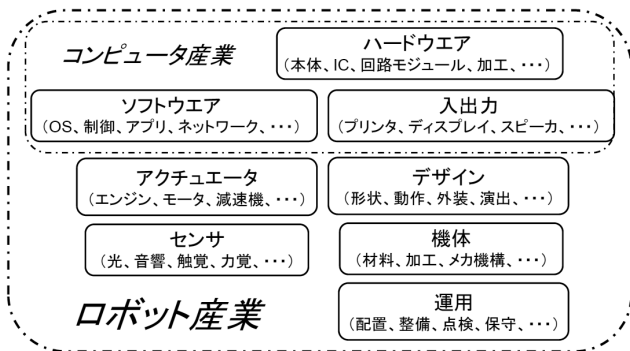 コンピュータ産業
ハードウエア
(本体、IC、回路モジュール、加工、・・・)
ソフトウエア
(OS、制御、アプリ、ネットワーク、・・・)
入出力
(プリンタ、ディスプレイ、スピーカ、・・・)
アクチュエータ
(エンジン、モータ、減速機、・・・)
デザイン
(形状、動作、外装、演出、・・・)
センサ
(光、音響、触覚、力覚、・・・)
機体
(材料、加工、メカ機構、・・・)
ロボット産業
運用
(配置、整備、点検、保守、・・・)